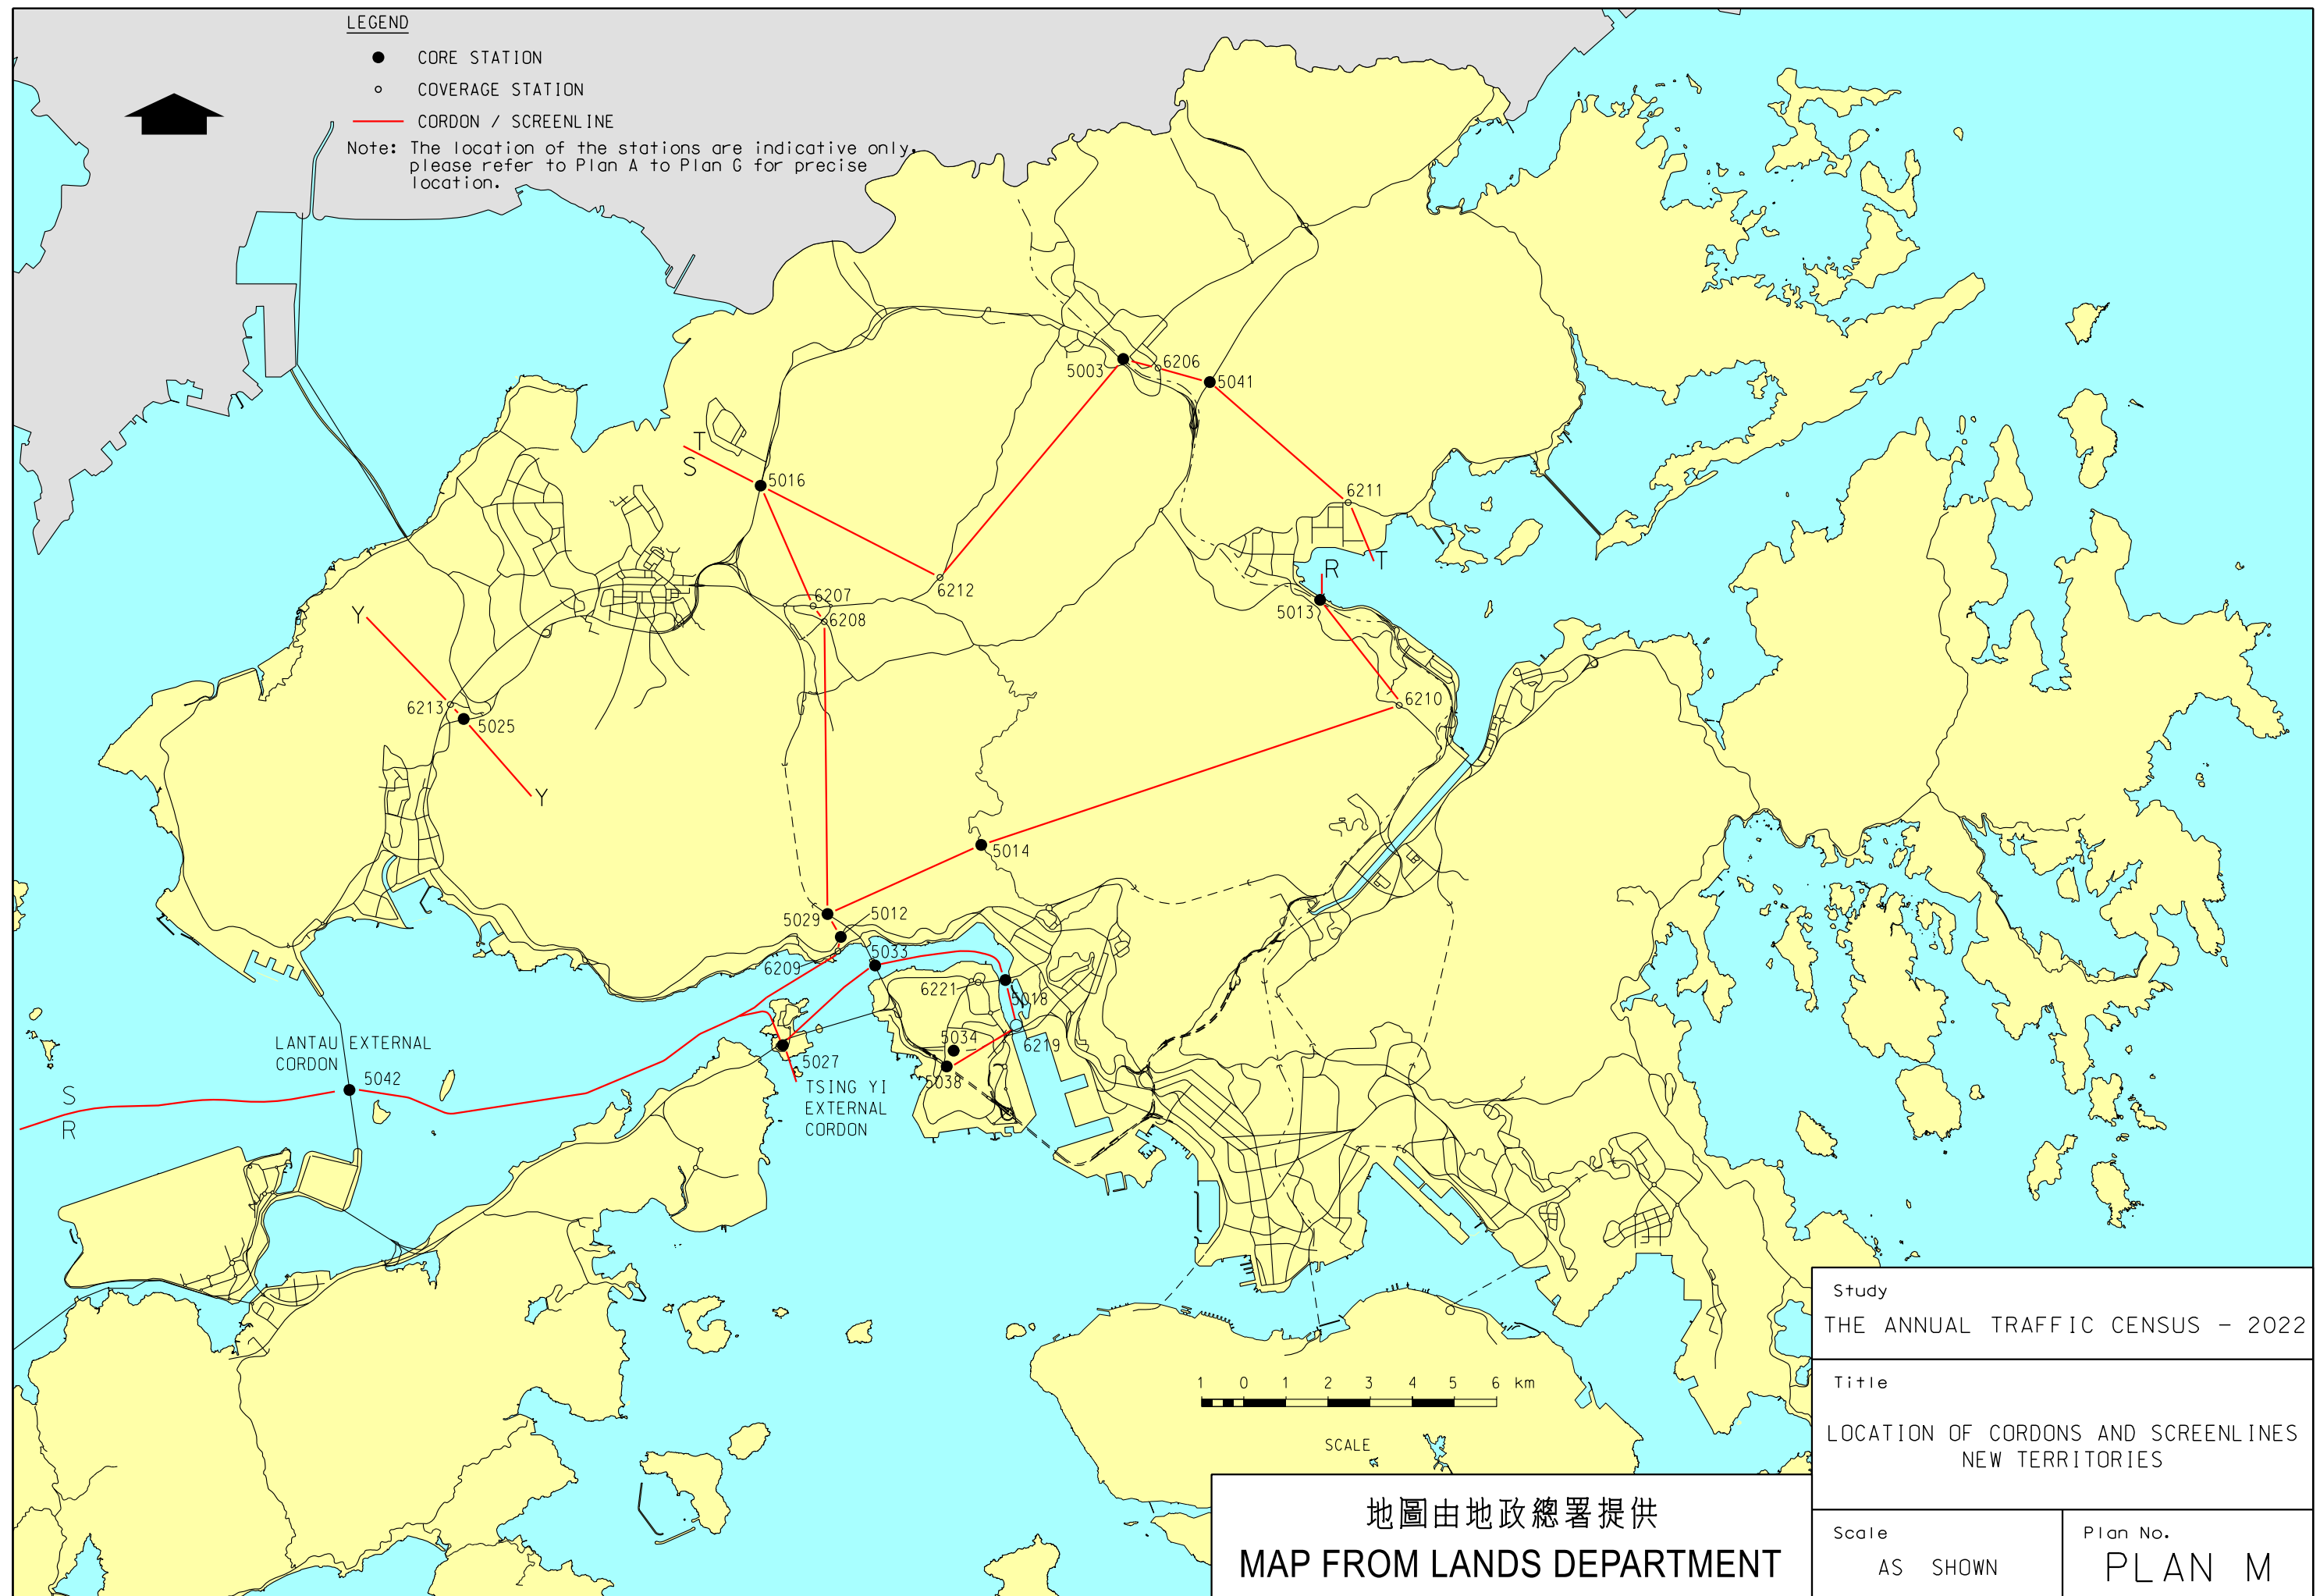 LEGEND
CORE STATION
COVERAGE STATION
CORDON / SCREENLINE
Note: The location of the stations are indicative only,
please refer to Plan A to Plan G for precise
location.
5003
6206
5041
T
S
5016
6211
T
R
6212
6207
6208
5013
Y
6213
5025
6210
Y
5014
5029
5012
5033
6209
6221
5018
LANTAU EXTERNAL
CORDON
5034
6219
5027
5038
5042
TSING YI
EXTERNAL
CORDON
S
R
1 0 1 2 3 4 5 6 km
SCALE
Study
THE ANNUAL TRAFFIC CENSUS - 2022
Title
LOCATION OF CORDONS AND SCREENLINES
NEW TERRITORIES
Scale
AS SHOWN
Plan No.
PLAN M
地圖由地政總署提供
MAP FROM LANDS DEPARTMENT